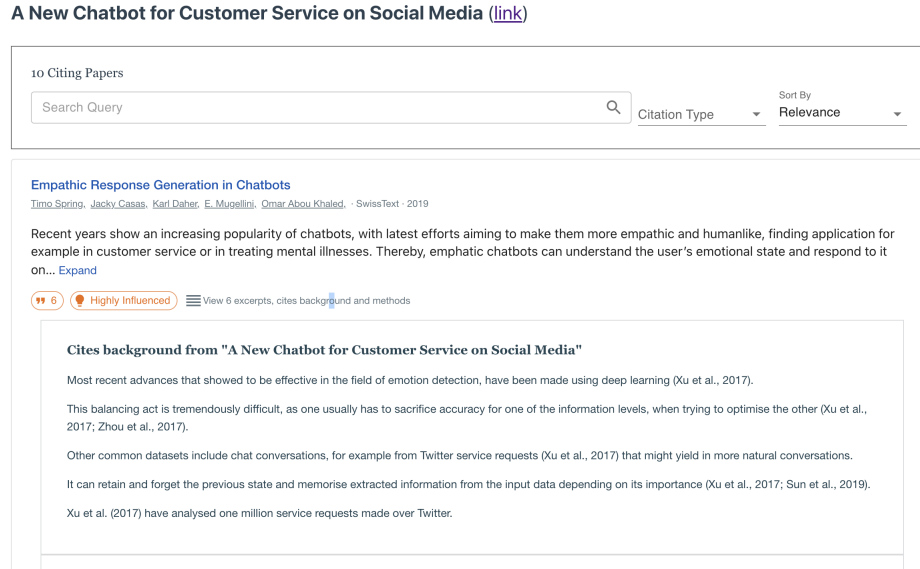 A New Chatbot for Customer Service on Social Media (link)
10 Citing Papers
Search Query
Citation Type
Sort By
Relevance
Empathic Response Generation in Chatbots
Timo Spring, Jacky Casas, Karl Daher, E. Mugellini, Omar Abou Khaled, · SwissText · 2019
Recent years show an increasing popularity of chatbots, with latest efforts aiming to make them more empathic and humanlike, finding application for
example in customer service or in treating mental illnesses. Thereby, emphatic chatbots can understand the user's emotional state and respond to it
on... Expand
6 Highly Influenced View 6 excerpts, cites background and methods
Cites background from "A New Chatbot for Customer Service on Social Media"
Most recent advances that showed to be effective in the field of emotion detection, have been made using deep learning (Xu et al., 2017).
This balancing act is tremendously difficult, as one usually has to sacrifice accuracy for one of the information levels, when trying to optimise the other (Xu et al.,
2017; Zhou et al., 2017).
Other common datasets include chat conversations, for example from Twitter service requests (Xu et al., 2017) that might yield in more natural conversations.
It can retain and forget the previous state and memorise extracted information from the input data depending on its importance (Xu et al., 2017; Sun et al., 2019).
Xu et al. (2017) have analysed one million service requests made over Twitter.